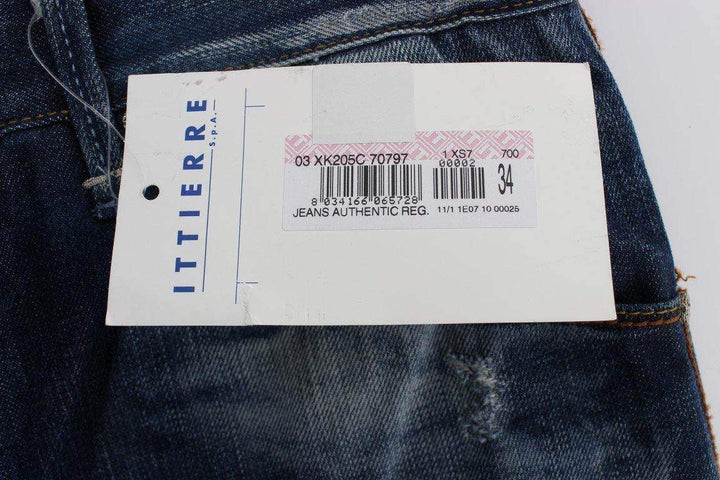 ITTIERRE
S.p.A.
03 XK205C 70797 1 XS7 700
00002
34
8 034166 065728
JEANS AUTHENTIC REG. 11/1 1E07 10 00025